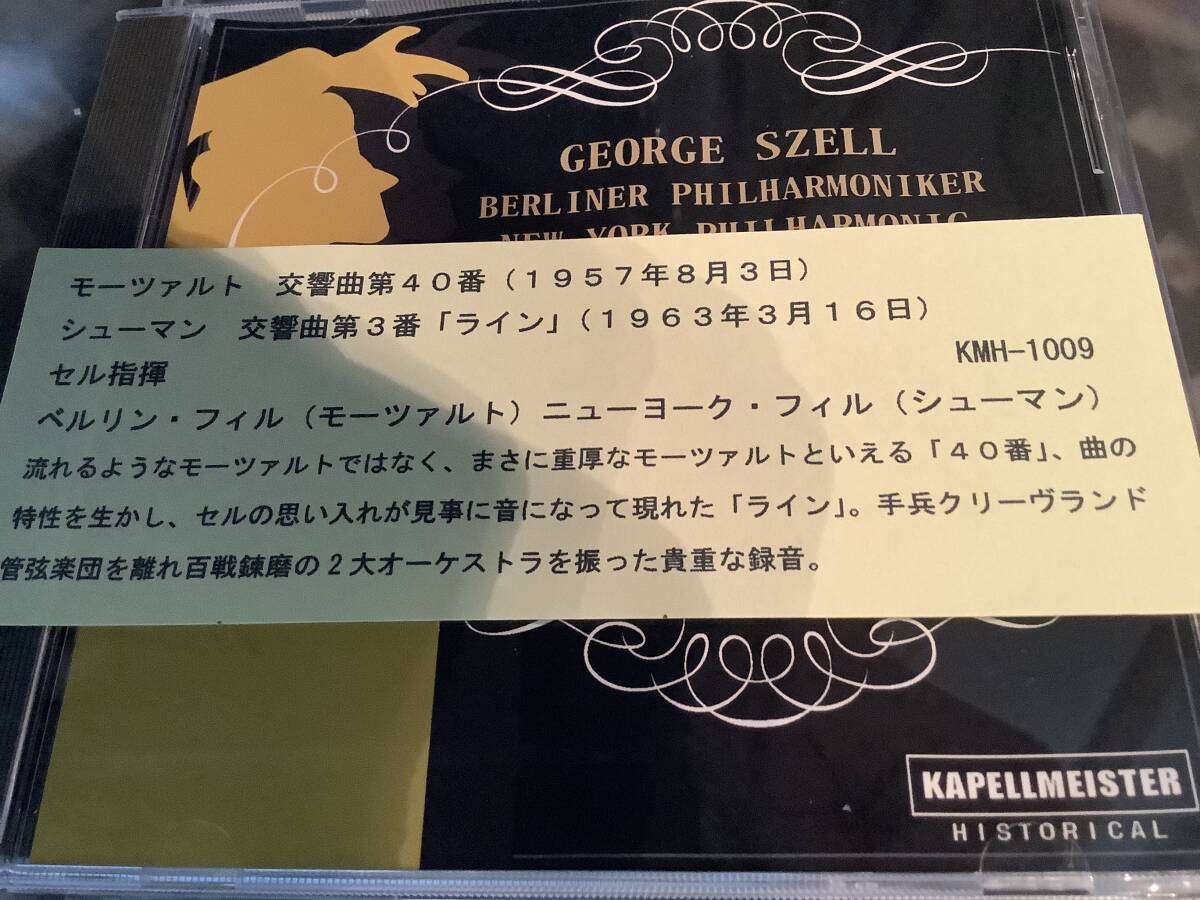 GEORGE SZELL
BERLINER PHILHARMONIKER
NEW YORK PHILHARMONIC
モーツァルト　交響曲第４０番（１９５７年８月３日）
シューマン　交響曲第３番「ライン」（１９６３年３月１６日）
KMH-1009
セル指揮
ベルリン・フィル（モーツァルト）ニューヨーク・フィル（シューマン）
流れるようなモーツァルトではなく、まさに重厚なモーツァルトといえる「４０番」、曲の
特性を生かし、セルの思い入れが見事に音になって現れた「ライン」。手兵クリーヴランド
管弦楽団を離れ百戦錬磨の２大オーケストラを振った貴重な録音。
KAPELLMEISTER
HISTORICAL